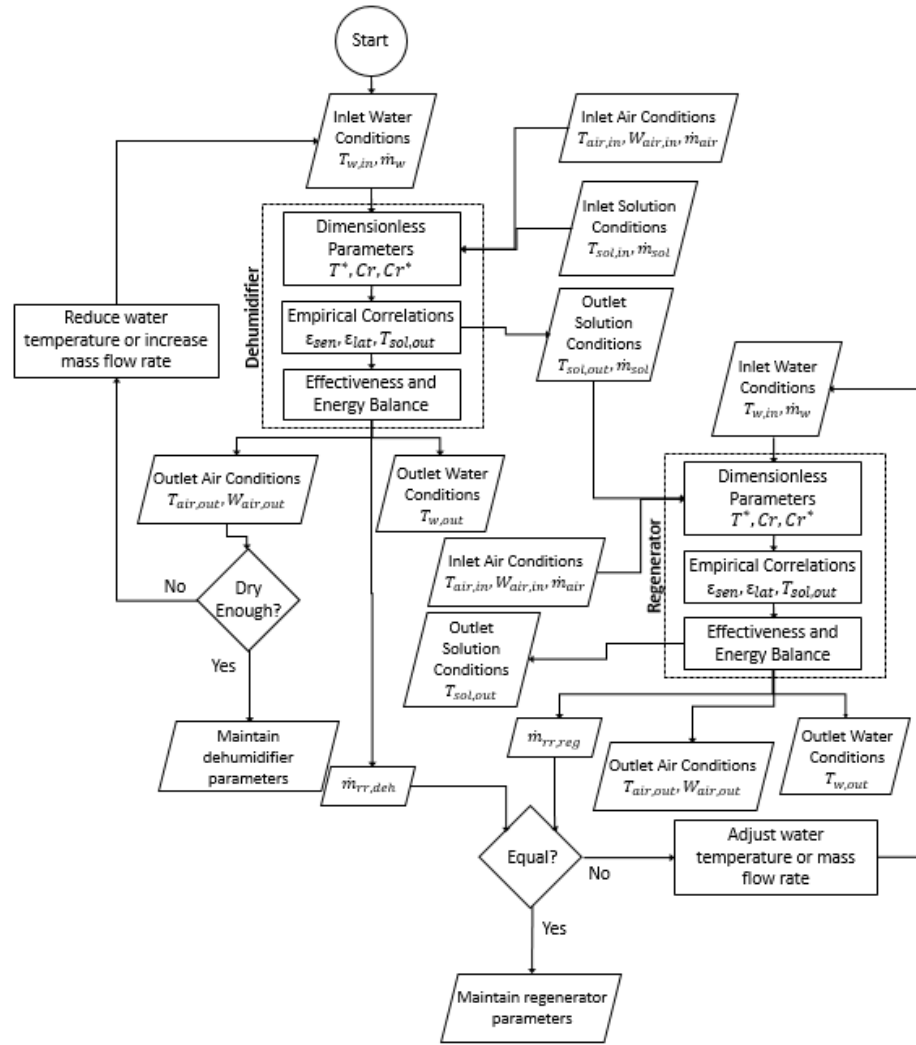 Start
Inlet Water
Conditions
T_{w,in}, ṁ_w
Inlet Air Conditions
T_{air,in}, W_{air,in}, ṁ_{air}
Inlet Solution
Conditions
T_{sol,in}, ṁ_{sol}
Dehumidifier
Dimensionless
Parameters
T*, Cr, Cr*
Empirical Correlations
ε_{sen}, ε_{lat}, T_{sol,out}
Effectiveness and
Energy Balance
Reduce water
temperature or increase
mass flow rate
Outlet
Solution
Conditions
T_{sol,out}, ṁ_{sol}
Inlet Water
Conditions
T_{w,in}, ṁ_w
Outlet Air Conditions
T_{air,out}, W_{air,out}
Outlet Water
Conditions
T_{w,out}
Regenerator
Dimensionless
Parameters
T*, Cr, Cr*
Empirical Correlations
ε_{sen}, ε_{lat}, T_{sol,out}
Effectiveness and
Energy Balance
Inlet Air Conditions
T_{air,in}, W_{air,in}, ṁ_{air}
Outlet
Solution
Conditions
T_{sol,out}
No
Dry
Enough?
Yes
Maintain
dehumidifier
parameters
ṁ_{rr,deh}
ṁ_{rr,reg}
Outlet Air Conditions
T_{air,out}, W_{air,out}
Outlet Water
Conditions
T_{w,out}
Equal?
No
Adjust water
temperature or mass
flow rate
Yes
Maintain regenerator
parameters